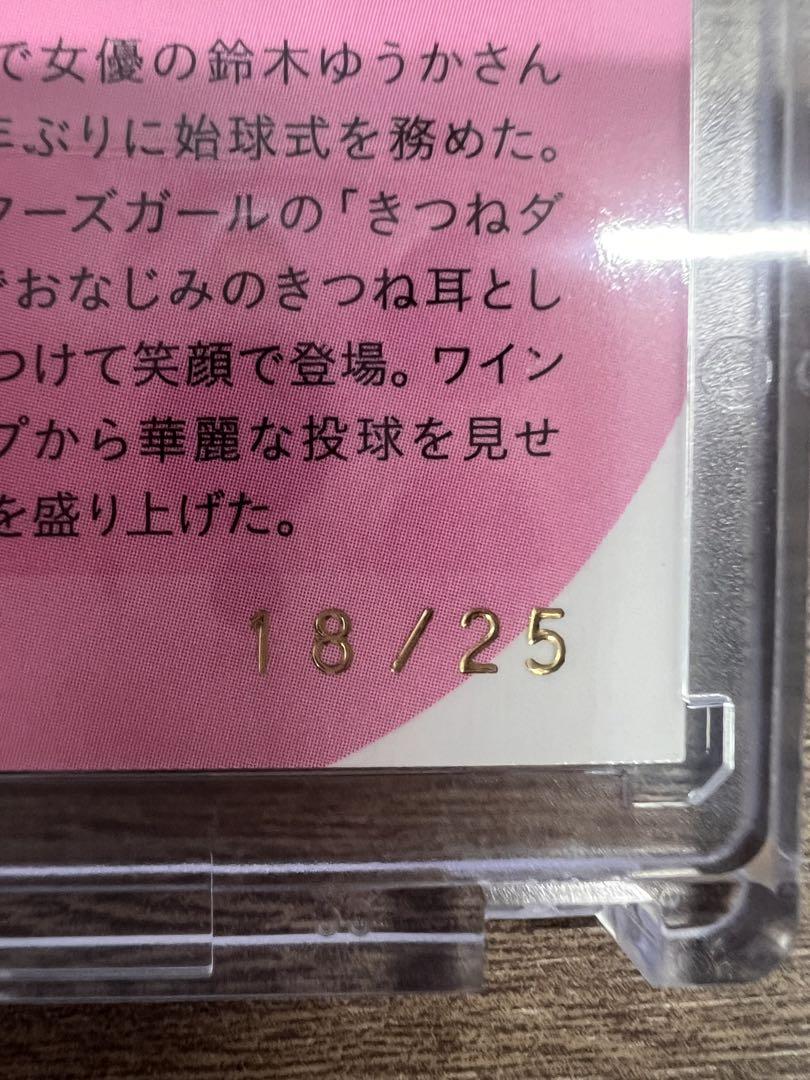 で女優の鈴木ゆうかさん
年ぶりに始球式を務めた。
ァーズガールの「きつねダ
でおなじみのきつね耳とし
つけて笑顔で登場。ワイン
プから華麗な投球を見せ
を盛り上げた。
18/25